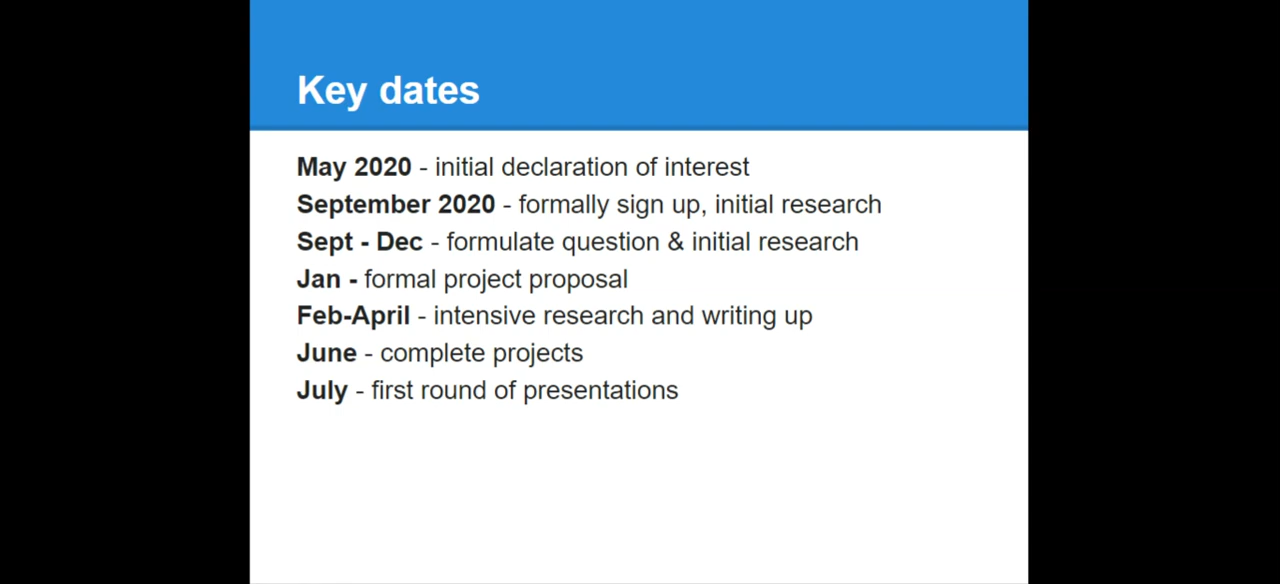 Key dates
May 2020 - initial declaration of interest
September 2020 - formally sign up, initial research
Sept - Dec - formulate question & initial research
Jan - formal project proposal
Feb-April - intensive research and writing up
June - complete projects
July - first round of presentations